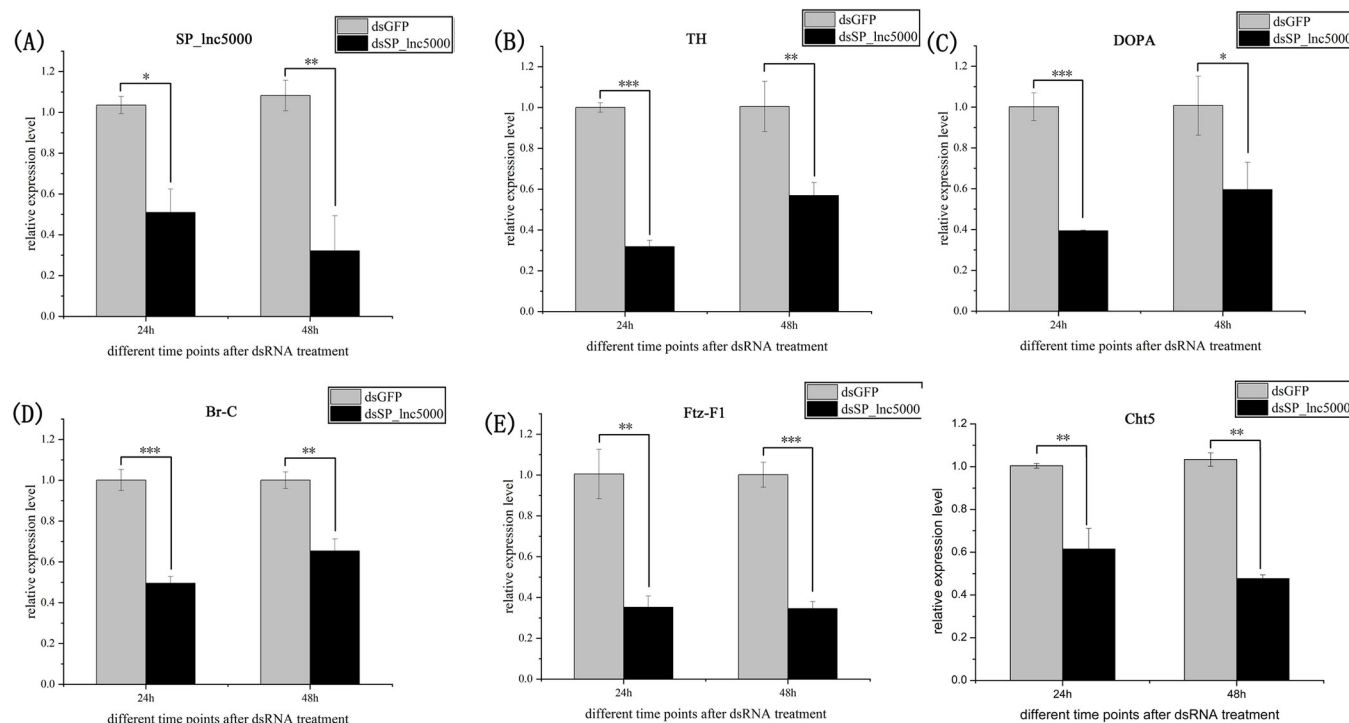 (A)
SP_lnc5000
dsGFP
dsSP_lnc5000
*
**
relative expression level
1.2
1.0
0.8
0.6
0.4
0.2
0.0
24h
48h
different time points after dsRNA treatment
(B)
TH
dsGFP
dsSP_lnc5000
***
**
relative expression level
1.2
1.0
0.8
0.6
0.4
0.2
0.0
24h
48h
different time points after dsRNA treatment
(C)
DOPA
dsGFP
dsSP_lnc5000
***
*
relative expression level
1.2
1.0
0.8
0.6
0.4
0.2
0.0
24h
48h
different time points after dsRNA treatment
(D)
Br-C
dsGFP
dsSP_lnc5000
***
**
relative expression level
1.2
1.0
0.8
0.6
0.4
0.2
0.0
24h
48h
different time points after dsRNA treatment
(E)
Ftz-F1
dsGFP
dsSP_lnc5000
**
***
relative expression level
1.2
1.0
0.8
0.6
0.4
0.2
0.0
24h
48h
different time points after dsRNA treatment
Cht5
dsGFP
dsSP_lnc5000
**
**
relative expression level
1.2
1.0
0.8
0.6
0.4
0.2
0.0
24h
48h
different time points after dsRNA treatment